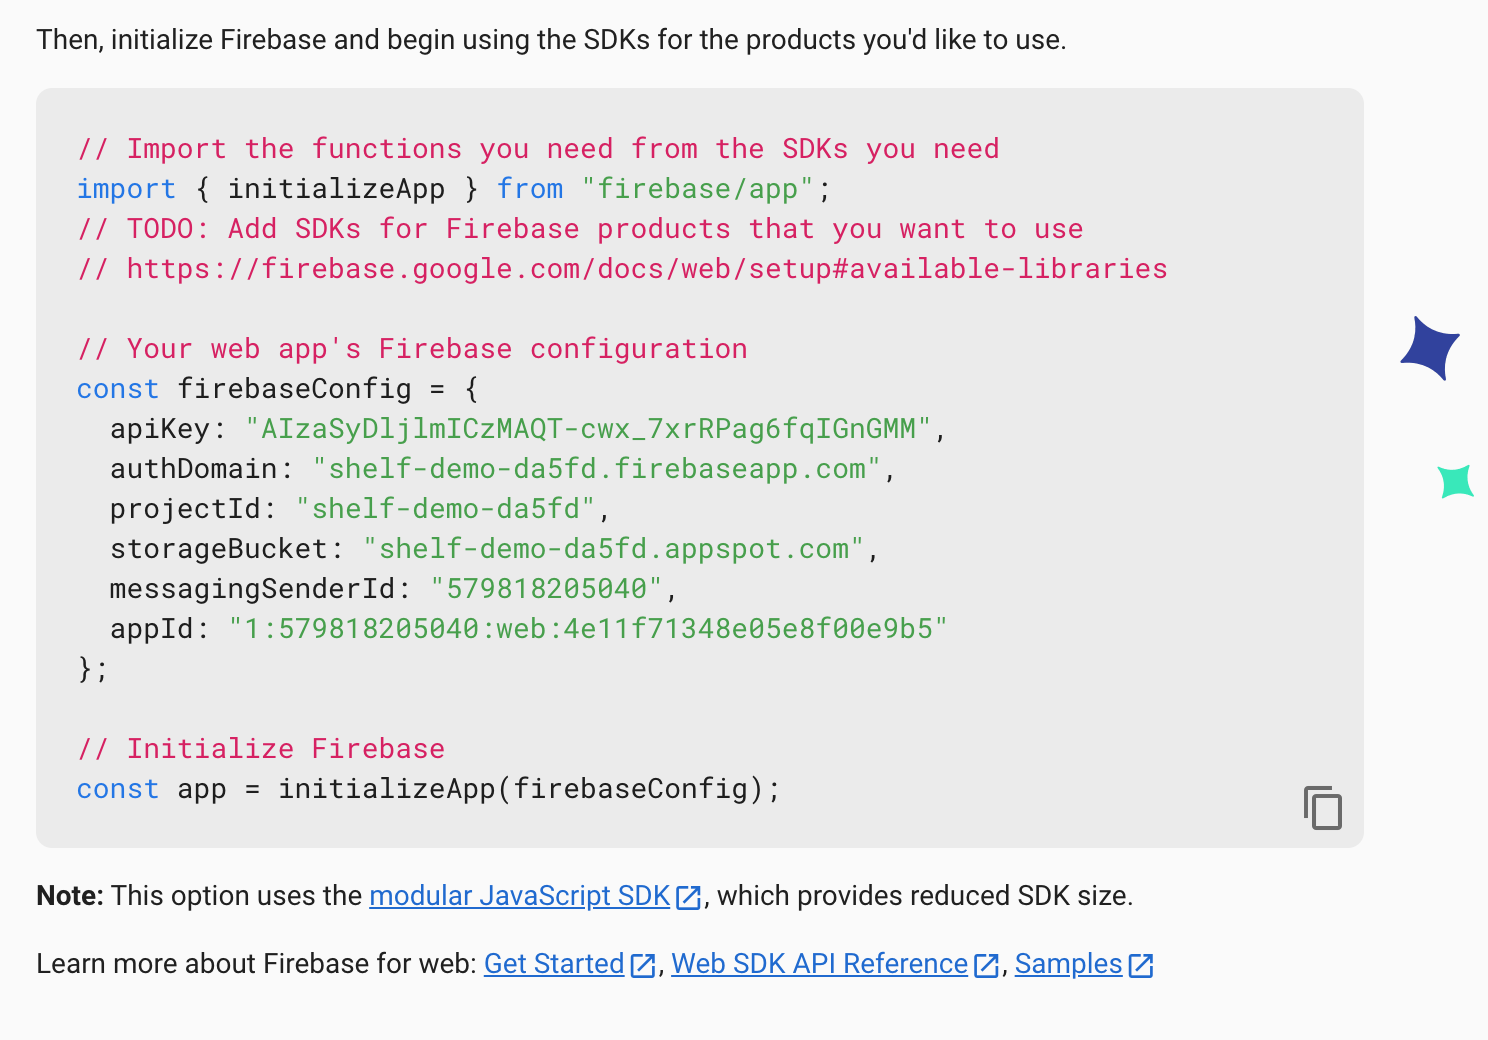 Then, initialize Firebase and begin using the SDKs for the products you'd like to use.
// Import the functions you need from the SDKs you need
import { initializeApp } from "firebase/app";
// TODO: Add SDKs for Firebase products that you want to use
// https://firebase.google.com/docs/web/setup#available-libraries
// Your web app's Firebase configuration
const firebaseConfig = {
  apiKey: "AIzaSyDljlmICzMAQT-cwx_7xrRPag6fqIGnGMM",
  authDomain: "shelf-demo-da5fd.firebaseapp.com",
  projectId: "shelf-demo-da5fd",
  storageBucket: "shelf-demo-da5fd.appspot.com",
  messagingSenderId: "579818205040",
  appId: "1:579818205040:web:4e11f71348e05e8f00e9b5"
};
// Initialize Firebase
const app = initializeApp(firebaseConfig);
Note: This option uses the modular JavaScript SDK, which provides reduced SDK size.
Learn more about Firebase for web: Get Started, Web SDK API Reference, Samples